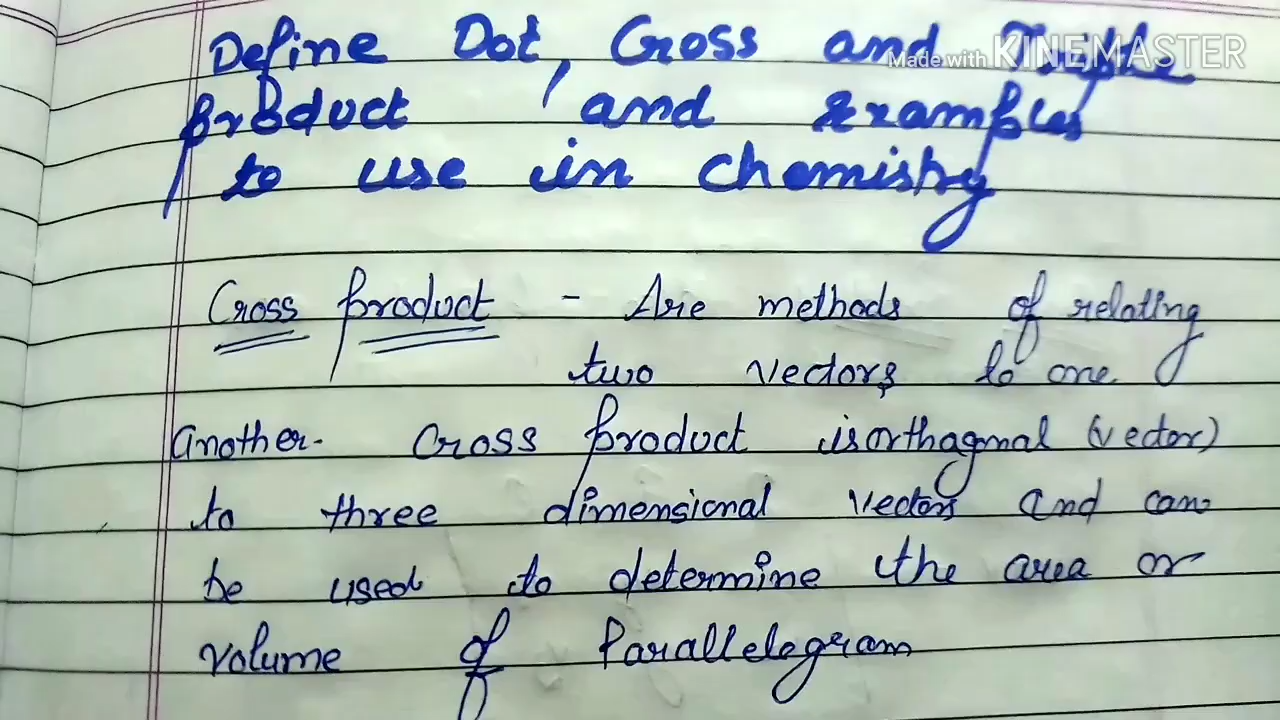 Define Dot, Cross and Triple
Made with KINEMASTER
product and Examples
to use in chemistry
Cross product - Are methods of relating
two vectors to one
another. Cross product is orthagnal (vector)
to three dimensional vectors and can
be used to determine the area or
volume of Parallelogram